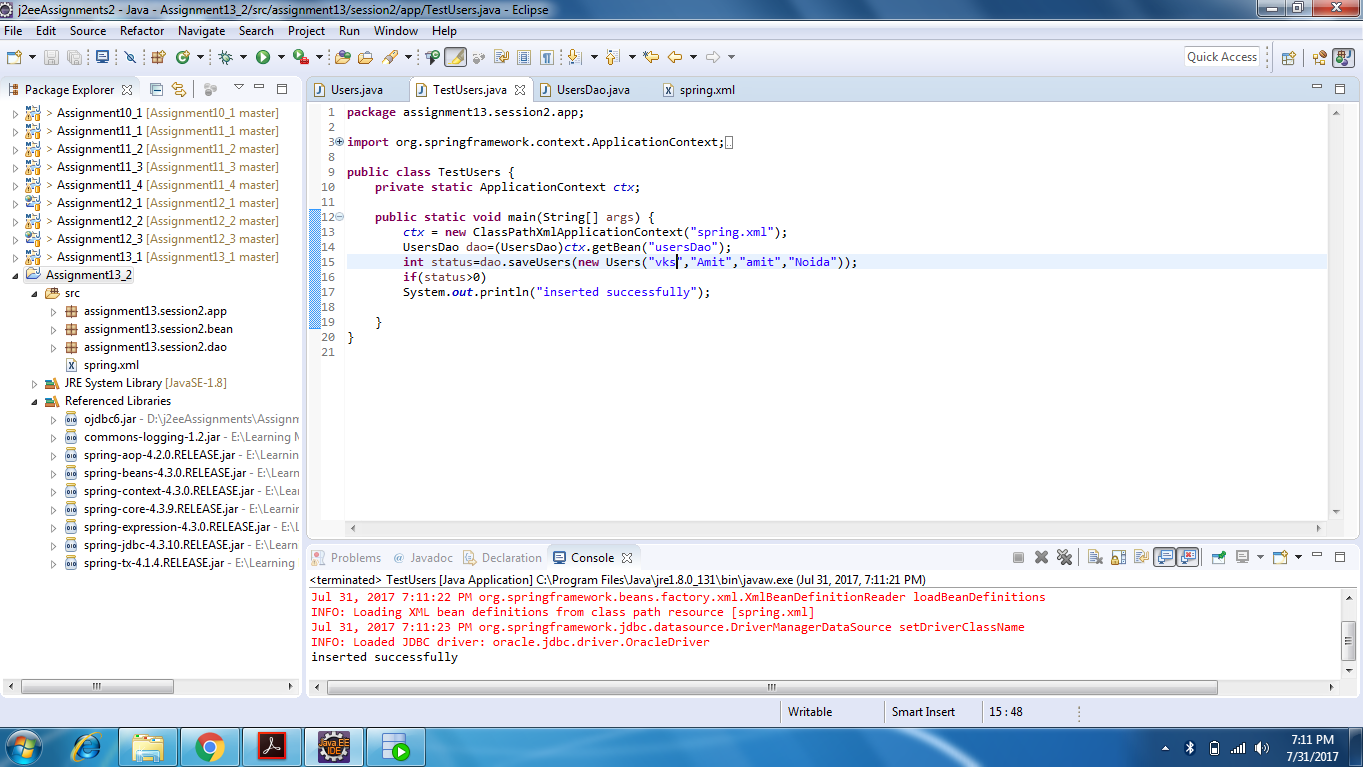 j2eeAssignments2 - Java - Assignment13_2/src/assignment13/session2/app/TestUsers.java - Eclipse
File Edit Source Refactor Navigate Search Project Run Window Help
Quick Access
Package Explorer
> Assignment10_1 [Assignment10_1 master]
> Assignment11_1 [Assignment11_1 master]
> Assignment11_2 [Assignment11_2 master]
> Assignment11_3 [Assignment11_3 master]
> Assignment11_4 [Assignment11_4 master]
> Assignment12_1 [Assignment12_1 master]
> Assignment12_2 [Assignment12_2 master]
> Assignment12_3 [Assignment12_3 master]
> Assignment13_1 [Assignment13_1 master]
Assignment13_2
src
assignment13.session2.app
assignment13.session2.bean
assignment13.session2.dao
spring.xml
JRE System Library [JavaSE-1.8]
Referenced Libraries
ojdbc6.jar - D:\j2eeAssignments\Assignn
commons-logging-1.2.jar - E:\Learning M
spring-aop-4.2.0.RELEASE.jar - E:\Learnin
spring-beans-4.3.0.RELEASE.jar - E:\Learn
spring-context-4.3.0.RELEASE.jar - E:\Lea
spring-core-4.3.9.RELEASE.jar - E:\Learnin
spring-expression-4.3.0.RELEASE.jar - E:\L
spring-jdbc-4.3.10.RELEASE.jar - E:\Learn
spring-tx-4.1.4.RELEASE.jar - E:\Learning
Users.java TestUsers.java UsersDao.java spring.xml
1 package assignment13.session2.app;
2
3 import org.springframework.context.ApplicationContext;
8
9 public class TestUsers {
10 private static ApplicationContext ctx;
11
12 public static void main(String[] args) {
13 ctx = new ClassPathXmlApplicationContext("spring.xml");
14 UsersDao dao=(UsersDao)ctx.getBean("usersDao");
15 int status=dao.saveUsers(new Users("vks","Amit","amit","Noida"));
16 if(status>0)
17 System.out.println("inserted successfully");
18
19 }
20 }
21
Problems @ Javadoc Declaration Console
<terminated> TestUsers [Java Application] C:\Program Files\Java\jre1.8.0_131\bin\javaw.exe (Jul 31, 2017, 7:11:21 PM)
Jul 31, 2017 7:11:22 PM org.springframework.beans.factory.xml.XmlBeanDefinitionReader loadBeanDefinitions
INFO: Loading XML bean definitions from class path resource [spring.xml]
Jul 31, 2017 7:11:23 PM org.springframework.jdbc.datasource.DriverManagerDataSource setDriverClassName
INFO: Loaded JDBC driver: oracle.jdbc.driver.OracleDriver
inserted successfully
Writable Smart Insert 15 : 48
Java EE
IDE
7:11 PM
7/31/2017